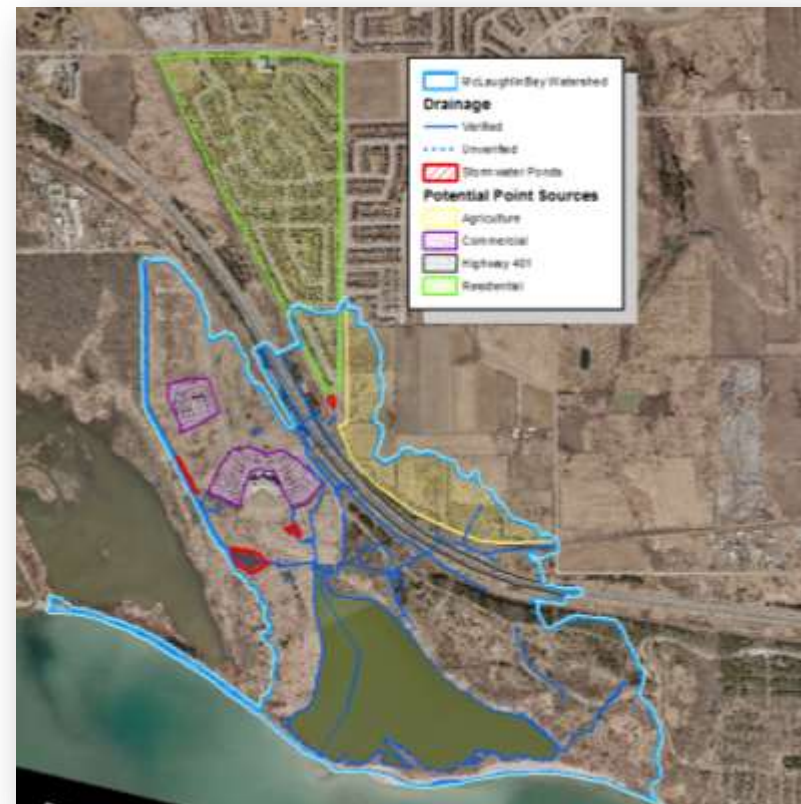 McLaughlin Bay Watershed
Drainage
Verified
Unverified
Stormwater Ponds
Potential Point Sources
Agriculture
Commercial
Highway 401
Residential